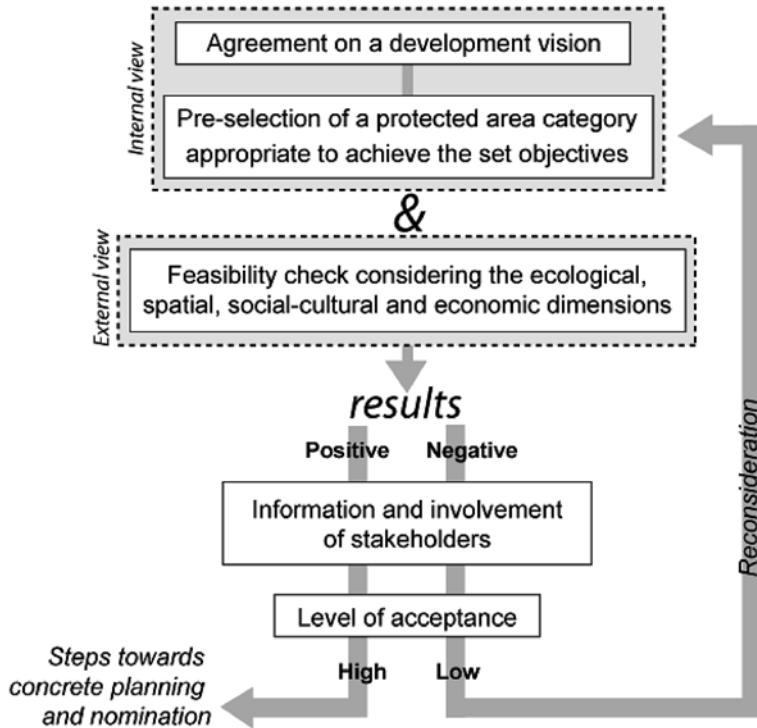 Internal view
Agreement on a development vision
Pre-selection of a protected area category
appropriate to achieve the set objectives
&
External view
Feasibility check considering the ecological,
spatial, social-cultural and economic dimensions
results
Positive Negative
Information and involvement
of stakeholders
Level of acceptance
High Low
Steps towards
concrete planning
and nomination
Reconsideration